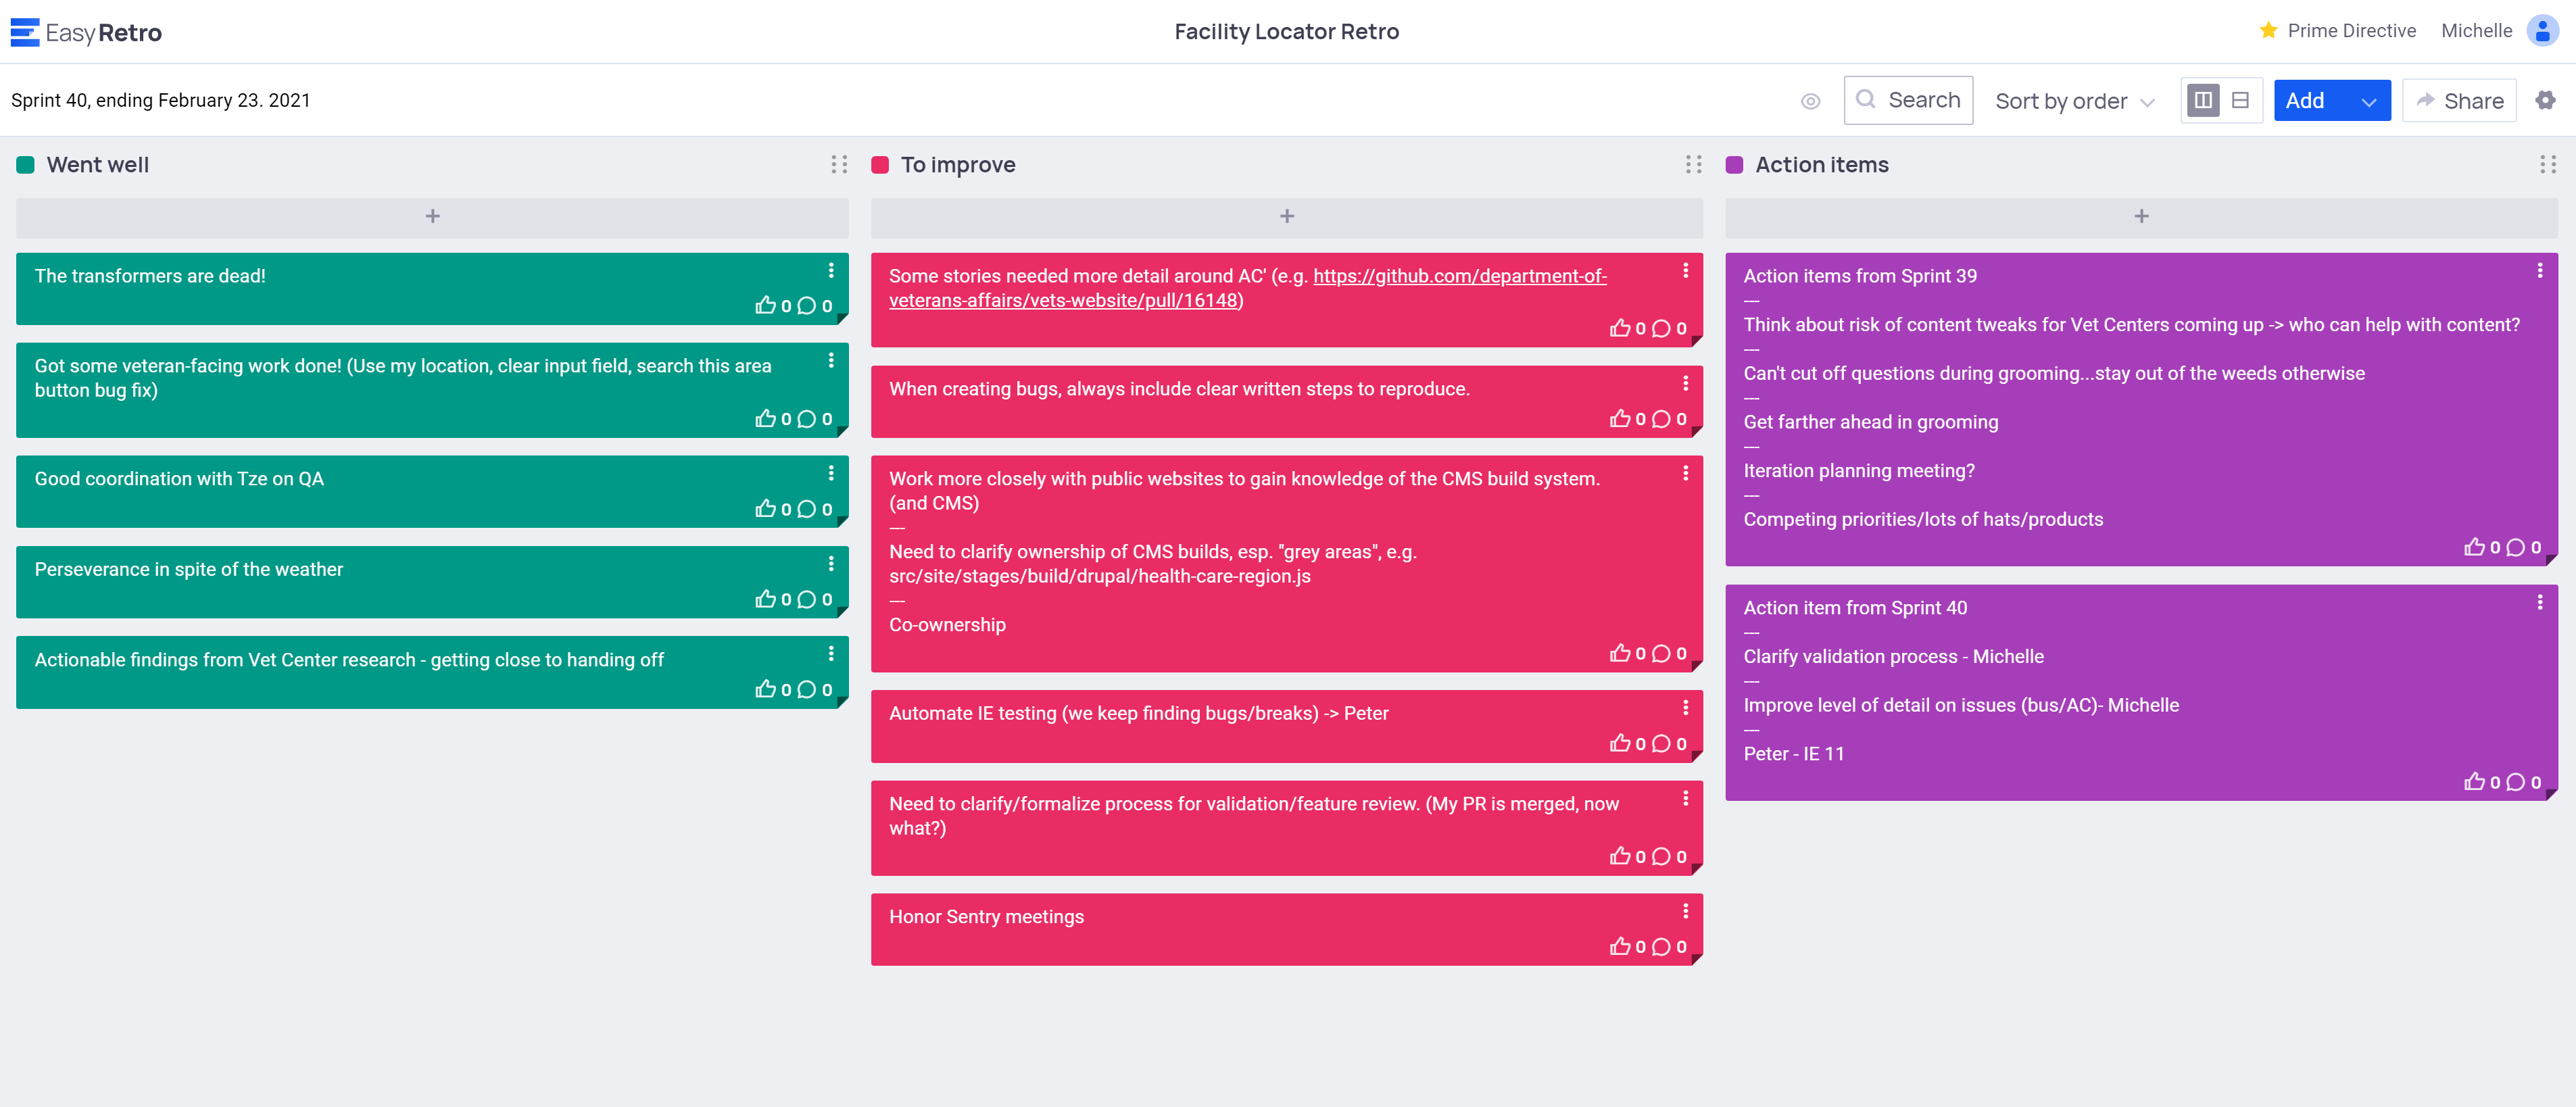 EasyRetro
Facility Locator Retro
Prime Directive
Michelle
Sprint 40, ending February 23. 2021
Search
Sort by order
Add
Share
Went well
+
The transformers are dead!
0 0
Got some veteran-facing work done! (Use my location, clear input field, search this area
button bug fix)
0 0
Good coordination with Tze on QA
0 0
Perseverance in spite of the weather
0 0
Actionable findings from Vet Center research - getting close to handing off
0 0
To improve
+
Some stories needed more detail around AC' (e.g. https://github.com/department-of-
veterans-affairs/vets-website/pull/16148)
0 0
When creating bugs, always include clear written steps to reproduce.
0 0
Work more closely with public websites to gain knowledge of the CMS build system.
(and CMS)
---
Need to clarify ownership of CMS builds, esp. "grey areas", e.g.
src/site/stages/build/drupal/health-care-region.js
---
Co-ownership
0 0
Automate IE testing (we keep finding bugs/breaks) -> Peter
0 0
Need to clarify/formalize process for validation/feature review. (My PR is merged, now
what?)
0 0
Honor Sentry meetings
0 0
Action items
+
Action items from Sprint 39
---
Think about risk of content tweaks for Vet Centers coming up -> who can help with content?
---
Can't cut off questions during grooming...stay out of the weeds otherwise
---
Get farther ahead in grooming
---
Iteration planning meeting?
---
Competing priorities/lots of hats/products
0 0
Action item from Sprint 40
---
Clarify validation process - Michelle
---
Improve level of detail on issues (bus/AC)- Michelle
---
Peter - IE 11
0 0